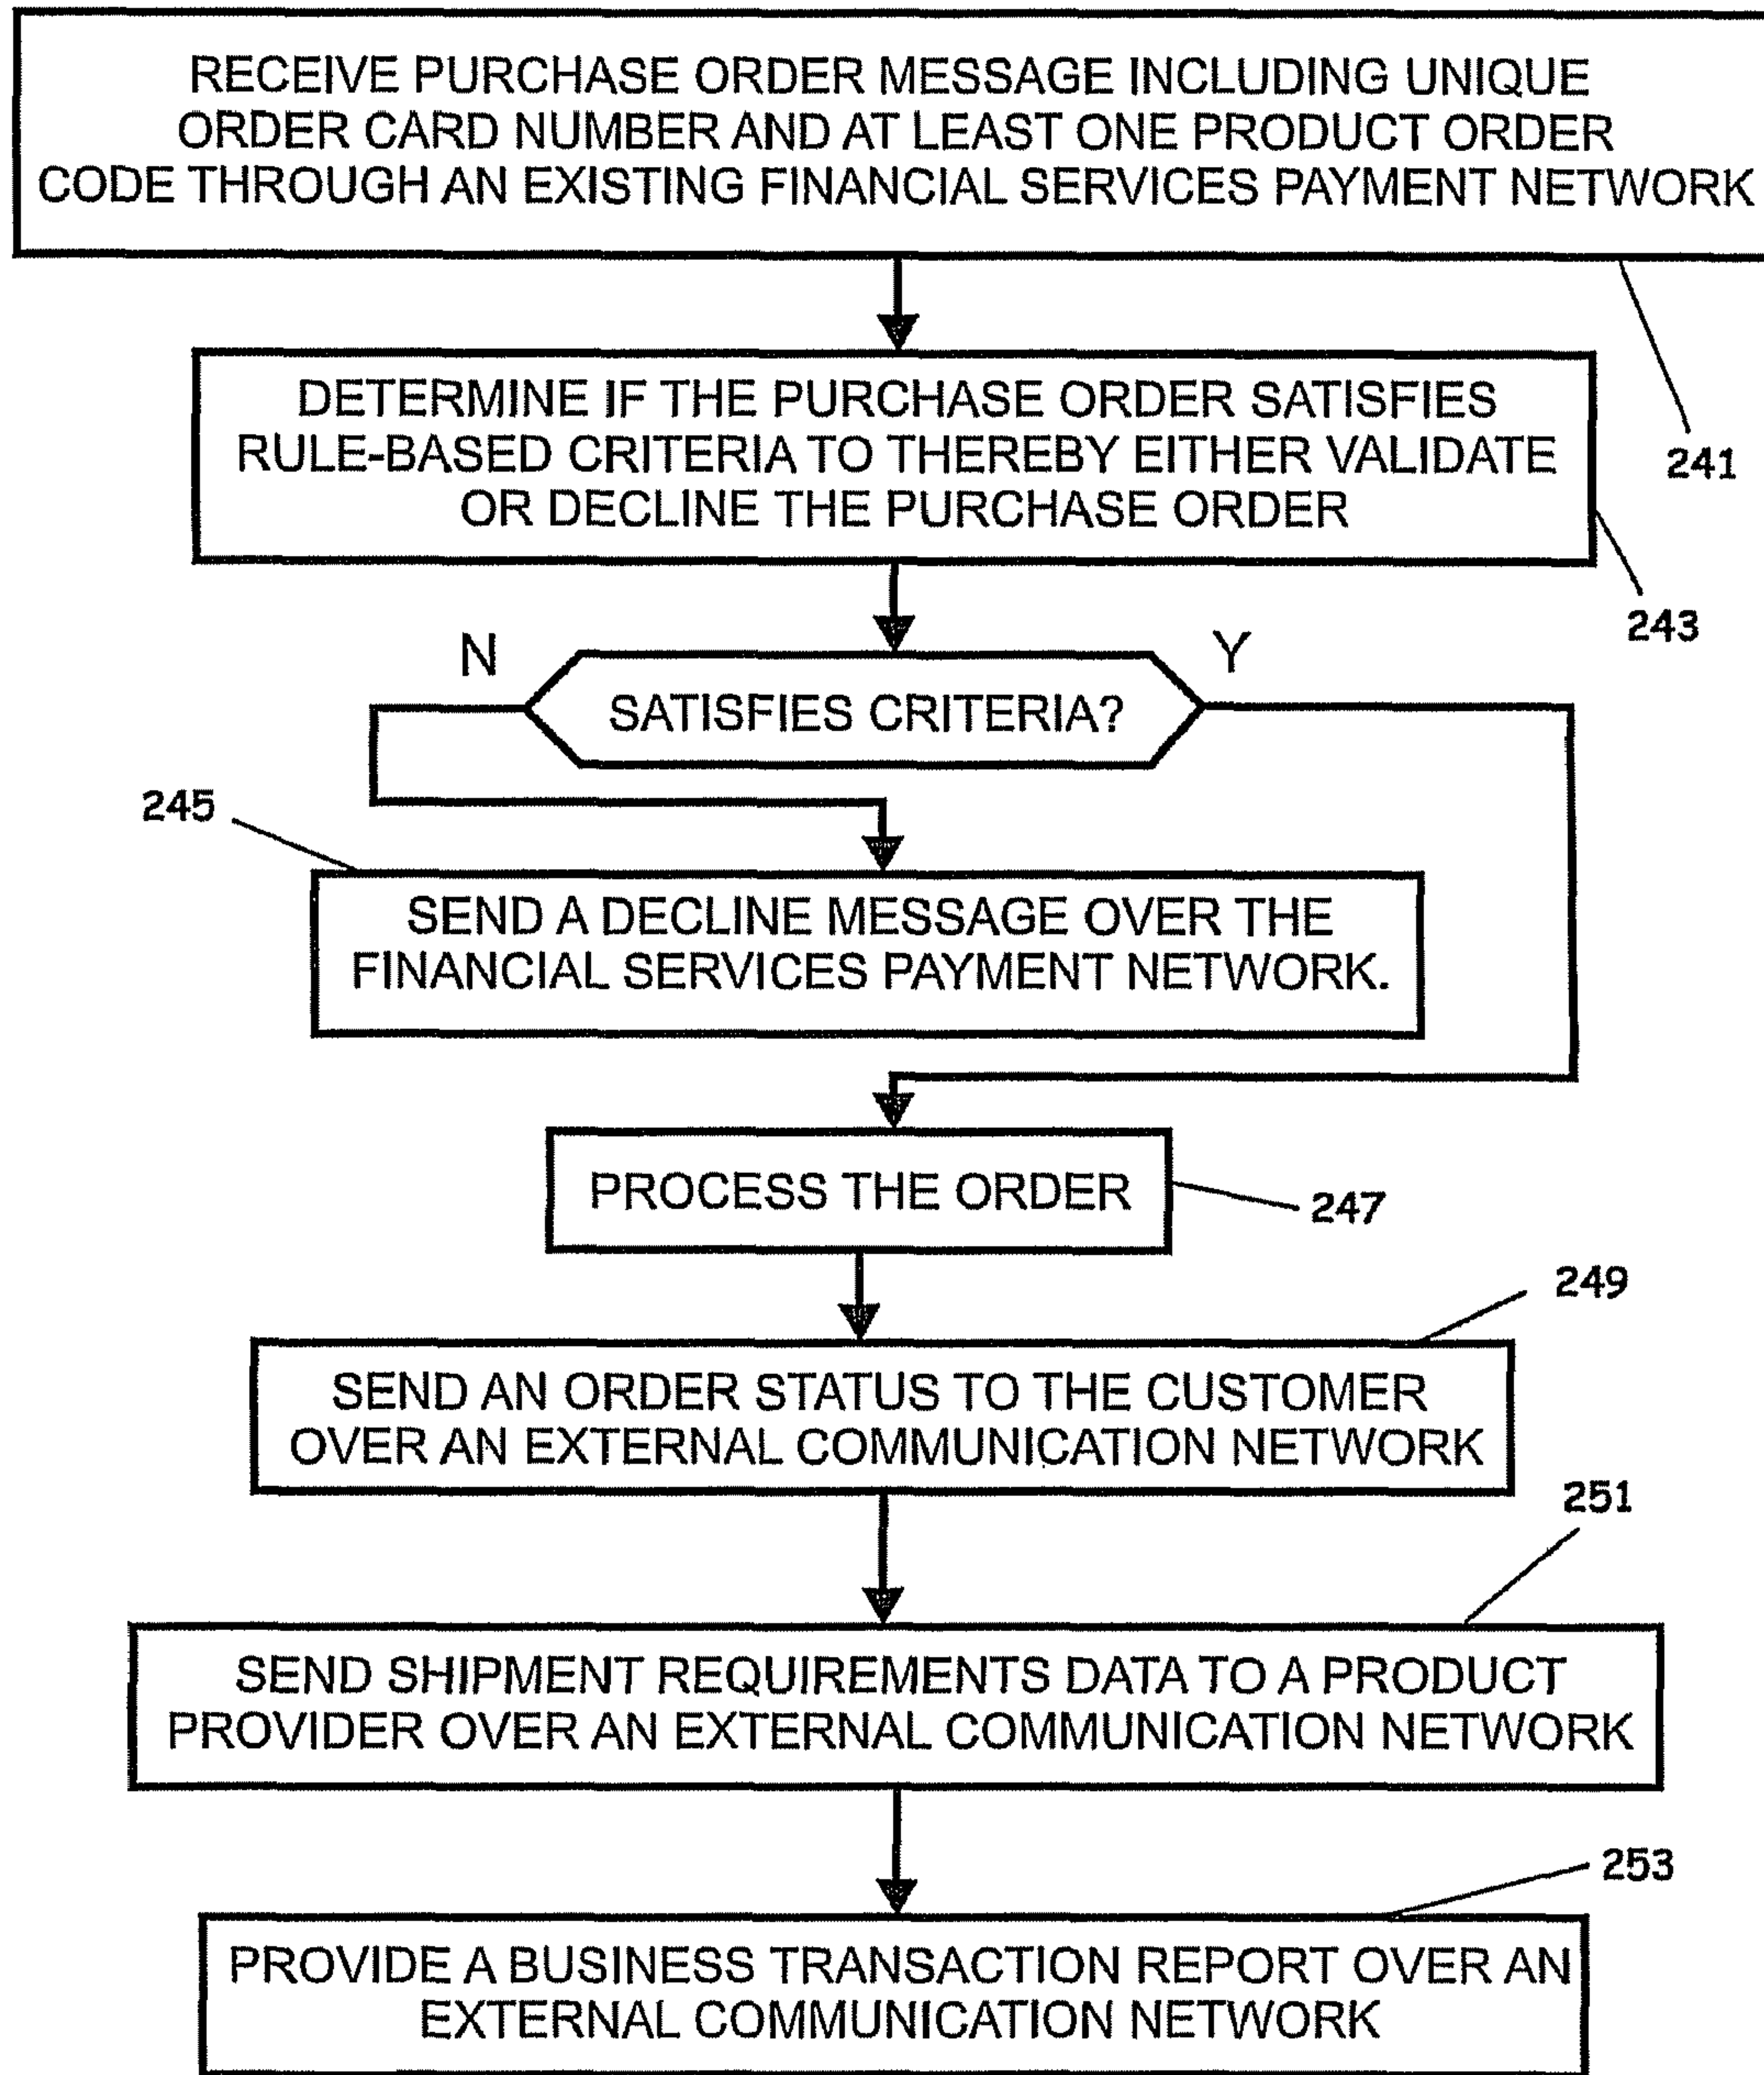 RECEIVE PURCHASE ORDER MESSAGE INCLUDING UNIQUE
ORDER CARD NUMBER AND AT LEAST ONE PRODUCT ORDER
CODE THROUGH AN EXISTING FINANCIAL SERVICES PAYMENT NETWORK
241
DETERMINE IF THE PURCHASE ORDER SATISFIES
RULE-BASED CRITERIA TO THEREBY EITHER VALIDATE
OR DECLINE THE PURCHASE ORDER
243
N
Y
SATISFIES CRITERIA?
245
SEND A DECLINE MESSAGE OVER THE
FINANCIAL SERVICES PAYMENT NETWORK.
PROCESS THE ORDER
247
249
SEND AN ORDER STATUS TO THE CUSTOMER
OVER AN EXTERNAL COMMUNICATION NETWORK
251
SEND SHIPMENT REQUIREMENTS DATA TO A PRODUCT
PROVIDER OVER AN EXTERNAL COMMUNICATION NETWORK
253
PROVIDE A BUSINESS TRANSACTION REPORT OVER AN
EXTERNAL COMMUNICATION NETWORK